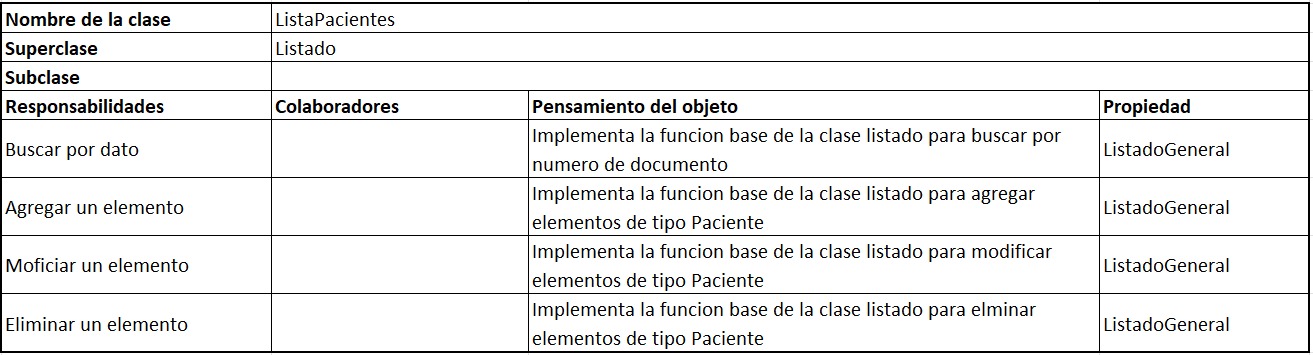 Nombre de la clase ListaPacientes
Superclase Listado
Subclase
Responsabilidades Colaboradores Pensamiento del objeto Propiedad
Buscar por dato Implementa la funcion base de la clase listado para buscar por
numero de documento ListadoGeneral
Agregar un elemento Implementa la funcion base de la clase listado para agregar
elementos de tipo Paciente ListadoGeneral
Moficiar un elemento Implementa la funcion base de la clase listado para modificar
elementos de tipo Paciente ListadoGeneral
Eliminar un elemento Implementa la funcion base de la clase listado para elminar
elementos de tipo Paciente ListadoGeneral